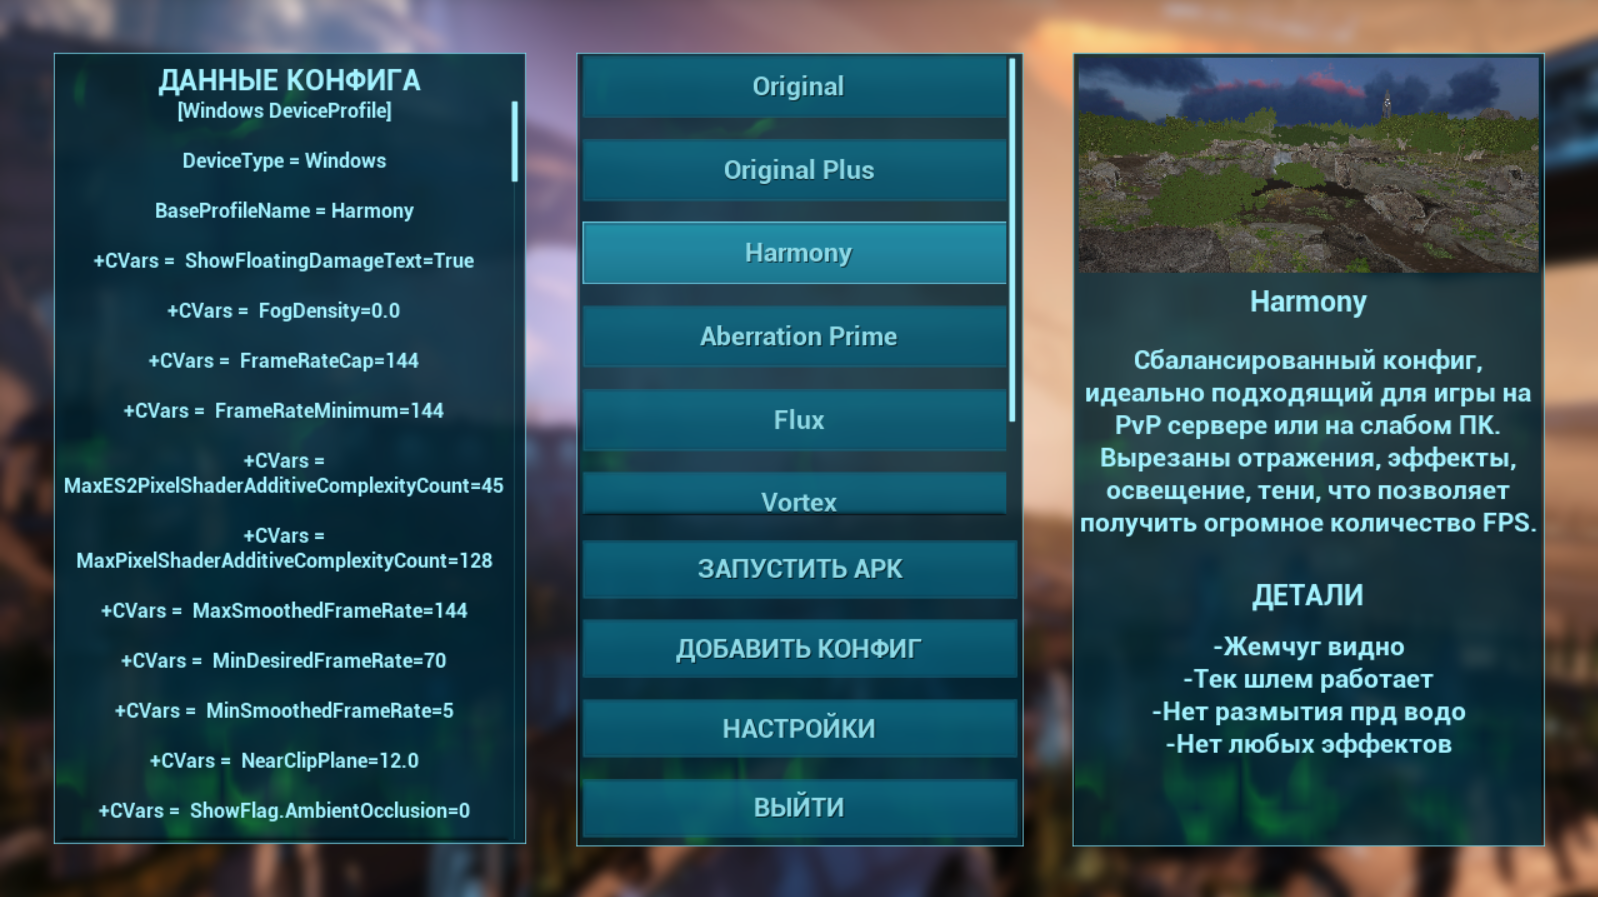 ДАННЫЕ КОНФИГА
[Windows DeviceProfile]
DeviceType = Windows
BaseProfileName = Harmony
+CVars =  ShowFloatingDamageText=True
+CVars =  FogDensity=0.0
+CVars =  FrameRateCap=144
+CVars =  FrameRateMinimum=144
+CVars =
MaxES2PixelShaderAdditiveComplexityCount=45
+CVars =
MaxPixelShaderAdditiveComplexityCount=128
+CVars =  MaxSmoothedFrameRate=144
+CVars =  MinDesiredFrameRate=70
+CVars =  MinSmoothedFrameRate=5
+CVars =  NearClipPlane=12.0
+CVars =  ShowFlag.AmbientOcclusion=0
Original
Original Plus
Harmony
Aberration Prime
Flux
Vortex
ЗАПУСТИТЬ АРК
ДОБАВИТЬ КОНФИГ
НАСТРОЙКИ
ВЫЙТИ
Harmony
Сбалансированный конфиг,
идеально подходящий для игры на
PvP сервере или на слабом ПК.
Вырезаны отражения, эффекты,
освещение, тени, что позволяет
получить огромное количество FPS.
ДЕТАЛИ
-Жемчуг видно
-Тек шлем работает
-Нет размытия прд водо
-Нет любых эффектов